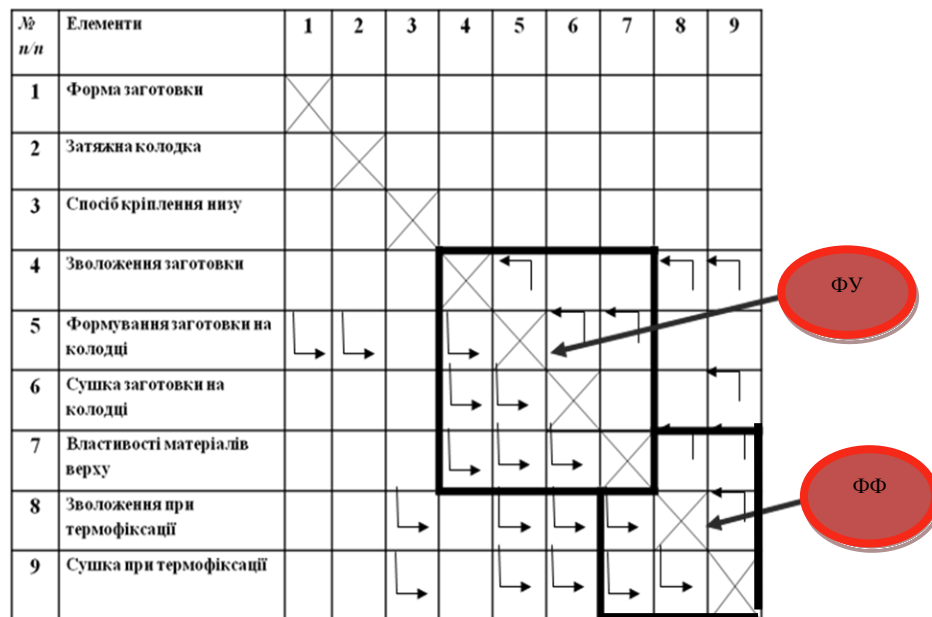 № п/п Елементи 1 2 3 4 5 6 7 8 9
1 Форма заготовки
2 Затяжна колодка
3 Спосіб кріплення низу
4 Зволоження заготовки
5 Формування заготовки на
колодці
6 Сушка заготовки на
колодці
7 Властивості матеріалів
верху
8 Зволоження при
термофіксації
9 Сушка при термофіксації
ФУ
ФФ